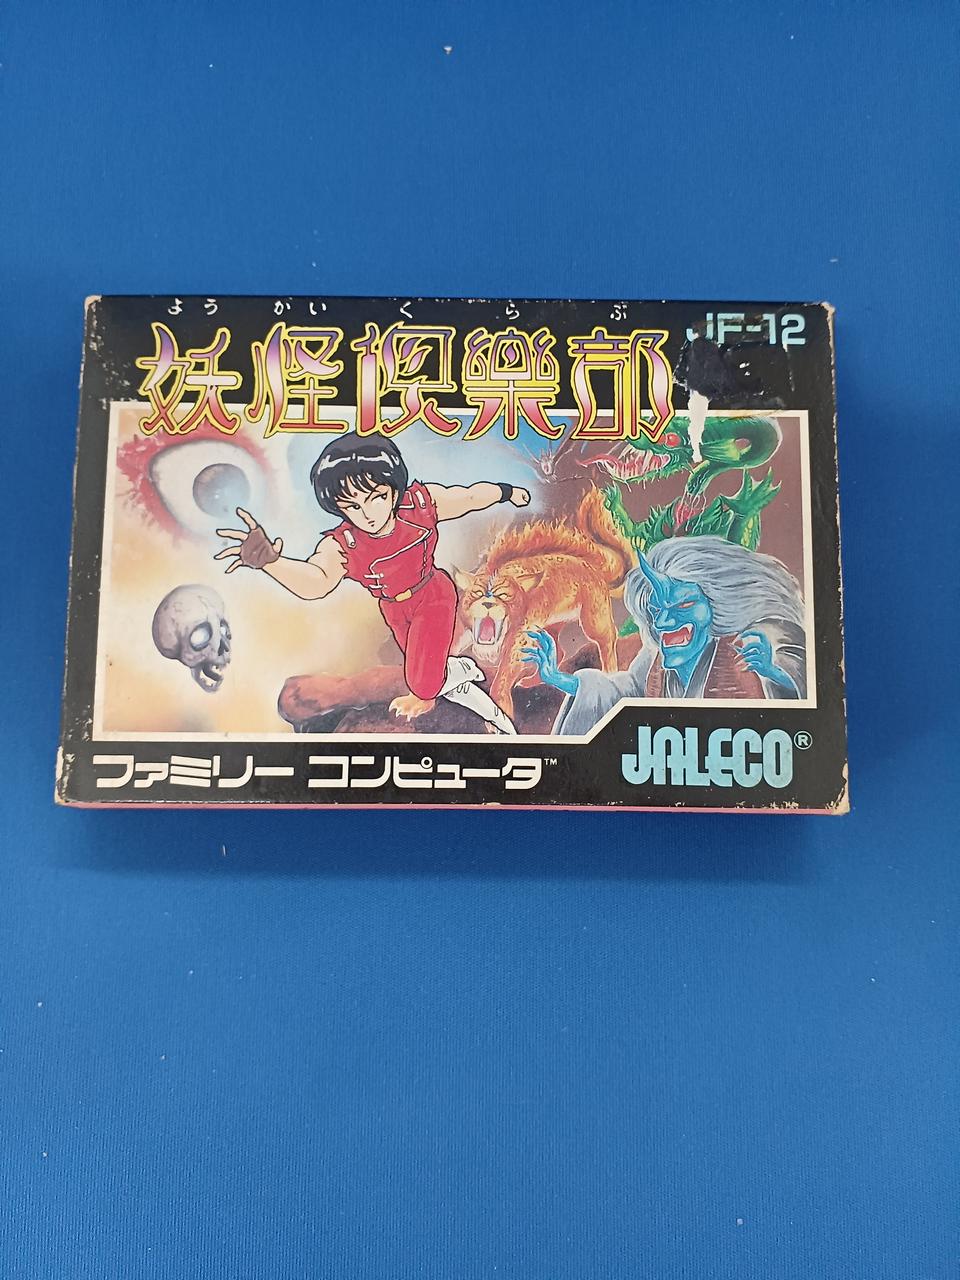 よう かい く ら ぶ
妖怪倶樂部
JF-12
ファミリー コンピュータ™
JALECO®